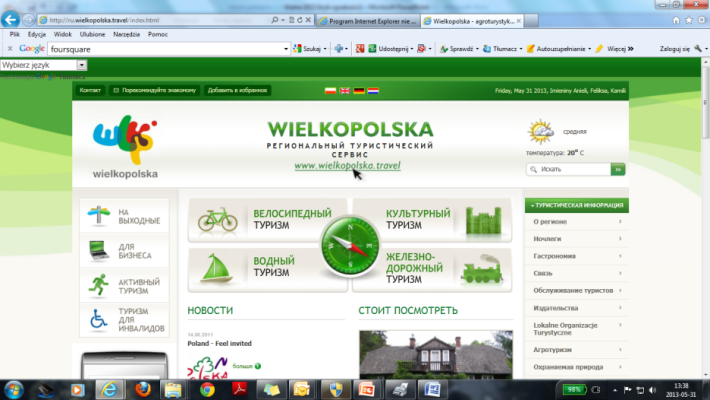 http://ru.wielkopolska.travel/index.html
Program Internet Explorer nie ...
Wielkopolska - agroturystyk...
Plik Edycja Widok Ulubione Narzędzia Pomoc
Google foursquare Szukaj Udostępnij Sprawdź Tłumacz Autouzupełnianie Więcej » Zaloguj się
Wybierz język
Контакт Порекомендуйте знакомому Добавить в избранное Friday, May 31 2013, Imieniny Anieli, Feliksa, Kamili
wielkopolska
WIELKOPOLSKA
РЕГИОНАЛЬНЫЙ ТУРИСТИЧЕСКИЙ
СЕРВИС
www.wielkopolska.travel
средняя
температура: 20° C
Искать
НА
ВЫХОДНЫЕ
ДЛЯ
БИЗНЕСА
АКТИВНЫЙ
ТУРИЗМ
ТУРИЗМ
ДЛЯ
ИНВАЛИДОВ
ВЕЛОСИПЕДНЫЙ
ТУРИЗМ
КУЛЬТУРНЫЙ
ТУРИЗМ
ВОДНЫЙ
ТУРИЗМ
ЖЕЛЕЗНО-
ДОРОЖНЫЙ
ТУРИЗМ
НОВОСТИ
14.06.2011
Poland - Feel invited
больше
СТОИТ ПОСМОТРЕТЬ
ТУРИСТИЧЕСКАЯ ИНФОРМАЦИЯ
О регионе
Ночлеги
Гастрономия
Связь
Обслуживание туристов
Издательства
Lokalne Organizacje
Turystyczne
Агротуризм
Охраняемая природа
98%
13:38
2013-05-31